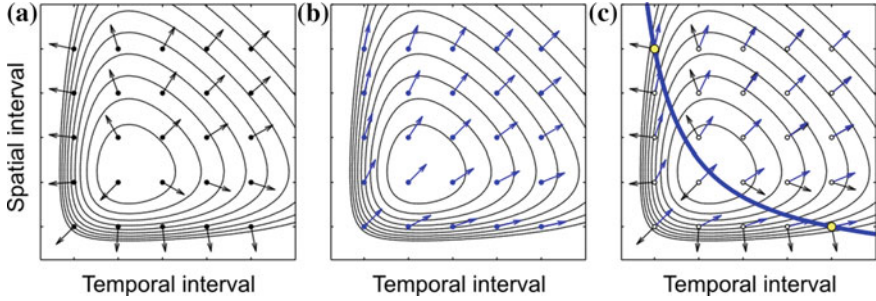 (a)
(b)
(c)
Spatial interval
Temporal interval
Temporal interval
Temporal interval